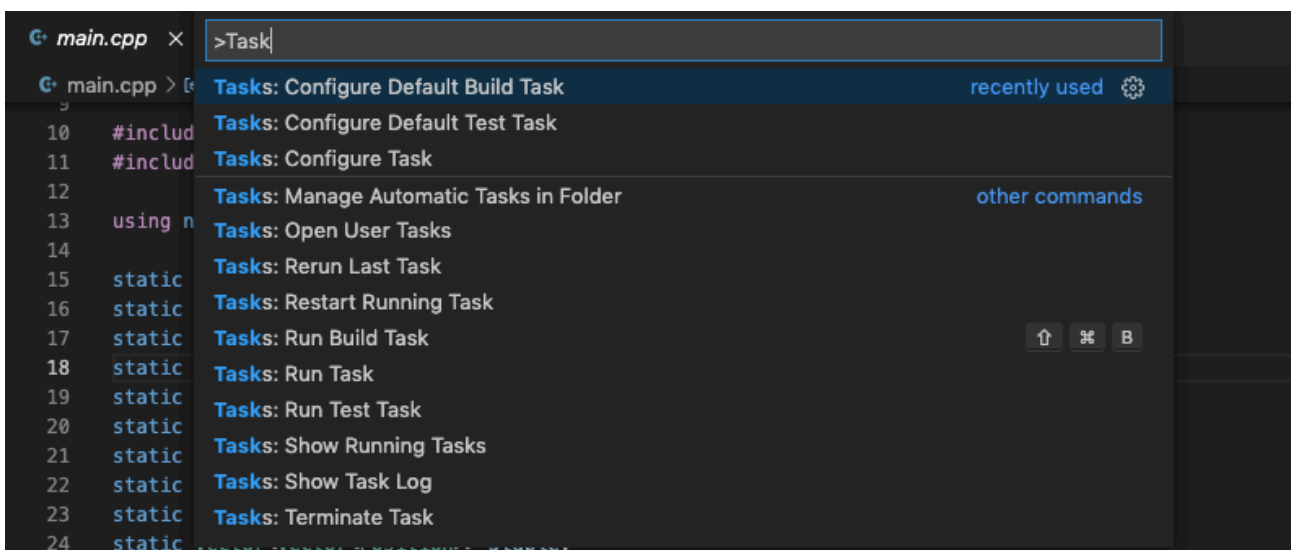 main.cpp ×
>Task
main.cpp >
Tasks: Configure Default Build Task recently used
Tasks: Configure Default Test Task
Tasks: Configure Task
Tasks: Manage Automatic Tasks in Folder other commands
Tasks: Open User Tasks
Tasks: Rerun Last Task
Tasks: Restart Running Task
Tasks: Run Build Task ⇧ ⌘ B
Tasks: Run Task
Tasks: Run Test Task
Tasks: Show Running Tasks
Tasks: Show Task Log
Tasks: Terminate Task
9
10 #includ
11 #includ
12
13 using n
14
15 static
16 static
17 static
18 static
19 static
20 static
21 static
22 static
23 static
24 static